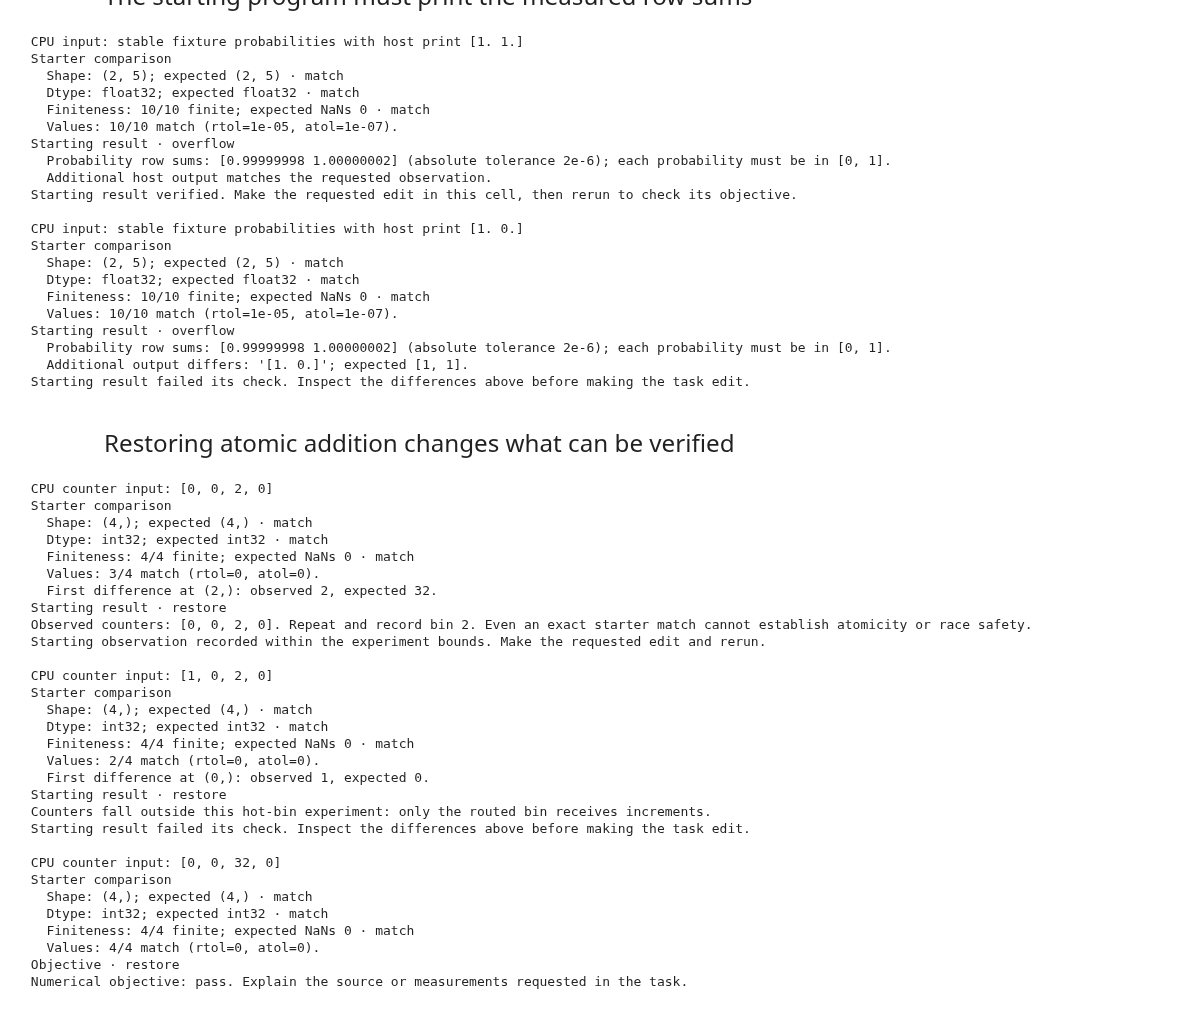 The starting program must print the measured row sums
CPU input: stable fixture probabilities with host print [1. 1.]
Starter comparison
Shape: (2, 5); expected (2, 5) · match
Dtype: float32; expected float32 · match
Finiteness: 10/10 finite; expected NaNs 0 · match
Values: 10/10 match (rtol=1e-05, atol=1e-07).
Starting result · overflow
Probability row sums: [0.99999998 1.00000002] (absolute tolerance 2e-6); each probability must be in [0, 1].
Additional host output matches the requested observation.
Starting result verified. Make the requested edit in this cell, then rerun to check its objective.
CPU input: stable fixture probabilities with host print [1. 0.]
Starter comparison
Shape: (2, 5); expected (2, 5) · match
Dtype: float32; expected float32 · match
Finiteness: 10/10 finite; expected NaNs 0 · match
Values: 10/10 match (rtol=1e-05, atol=1e-07).
Starting result · overflow
Probability row sums: [0.99999998 1.00000002] (absolute tolerance 2e-6); each probability must be in [0, 1].
Additional output differs: '[1. 0.]'; expected [1, 1].
Starting result failed its check. Inspect the differences above before making the task edit.
Restoring atomic addition changes what can be verified
CPU counter input: [0, 0, 2, 0]
Starter comparison
Shape: (4,); expected (4,) · match
Dtype: int32; expected int32 · match
Finiteness: 4/4 finite; expected NaNs 0 · match
Values: 3/4 match (rtol=0, atol=0).
First difference at (2,): observed 2, expected 32.
Starting result · restore
Observed counters: [0, 0, 2, 0]. Repeat and record bin 2. Even an exact starter match cannot establish atomicity or race safety.
Starting observation recorded within the experiment bounds. Make the requested edit and rerun.
CPU counter input: [1, 0, 2, 0]
Starter comparison
Shape: (4,); expected (4,) · match
Dtype: int32; expected int32 · match
Finiteness: 4/4 finite; expected NaNs 0 · match
Values: 2/4 match (rtol=0, atol=0).
First difference at (0,): observed 1, expected 0.
Starting result · restore
Counters fall outside this hot-bin experiment: only the routed bin receives increments.
Starting result failed its check. Inspect the differences above before making the task edit.
CPU counter input: [0, 0, 32, 0]
Starter comparison
Shape: (4,); expected (4,) · match
Dtype: int32; expected int32 · match
Finiteness: 4/4 finite; expected NaNs 0 · match
Values: 4/4 match (rtol=0, atol=0).
Objective · restore
Numerical objective: pass. Explain the source or measurements requested in the task.